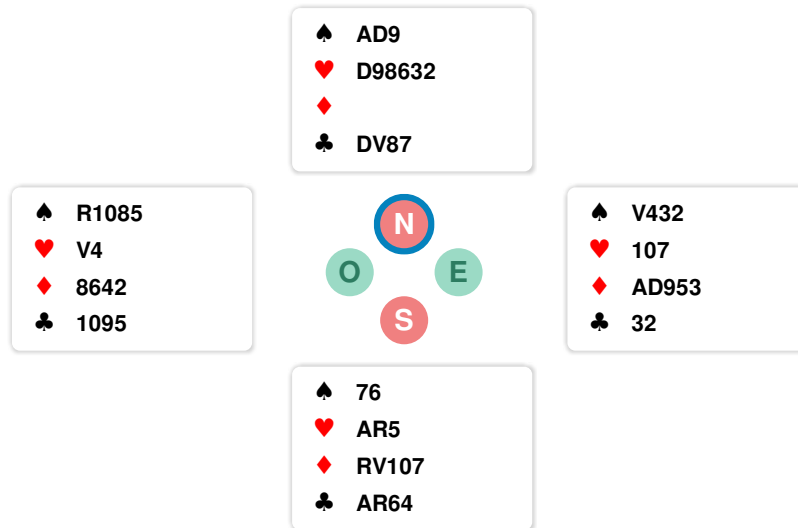 ♠ AD9
♥ D98632
♦
♣ DV87
♠ R1085
♥ V4
♦ 8642
♣ 1095
N
O E
S
♠ V432
♥ 107
♦ AD953
♣ 32
♠ 76
♥ AR5
♦ RV107
♣ AR64